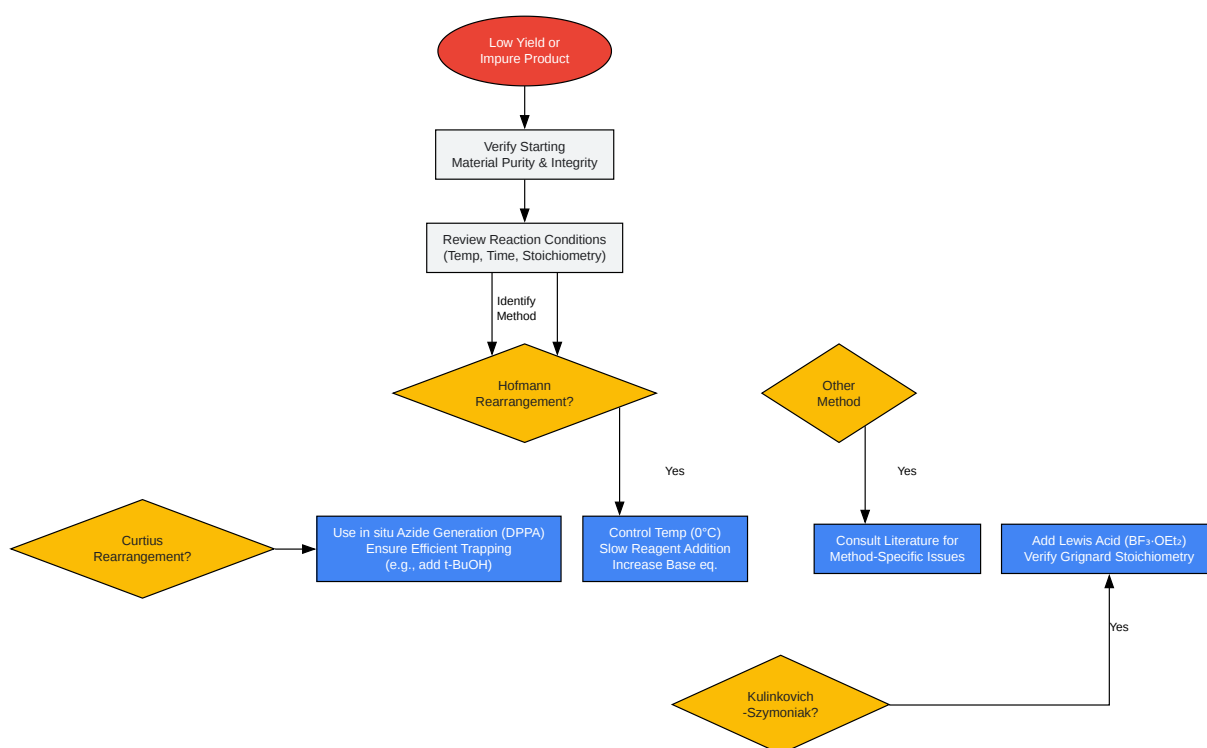 Low Yield or
Impure Product
Verify Starting
Material Purity & Integrity
Review Reaction Conditions
(Temp, Time, Stoichiometry)
Identify
Method
Hofmann
Rearrangement?
Other
Method
Yes
Yes
Curtius
Rearrangement?
Use in situ Azide Generation (DPPA)
Ensure Efficient Trapping
(e.g., add t-BuOH)
Control Temp (0°C)
Slow Reagent Addition
Increase Base eq.
Consult Literature for
Method-Specific Issues
Add Lewis Acid (BF₃·OEt₂)
Verify Grignard Stoichiometry
Yes
Kulinkovich
-Szymoniak?